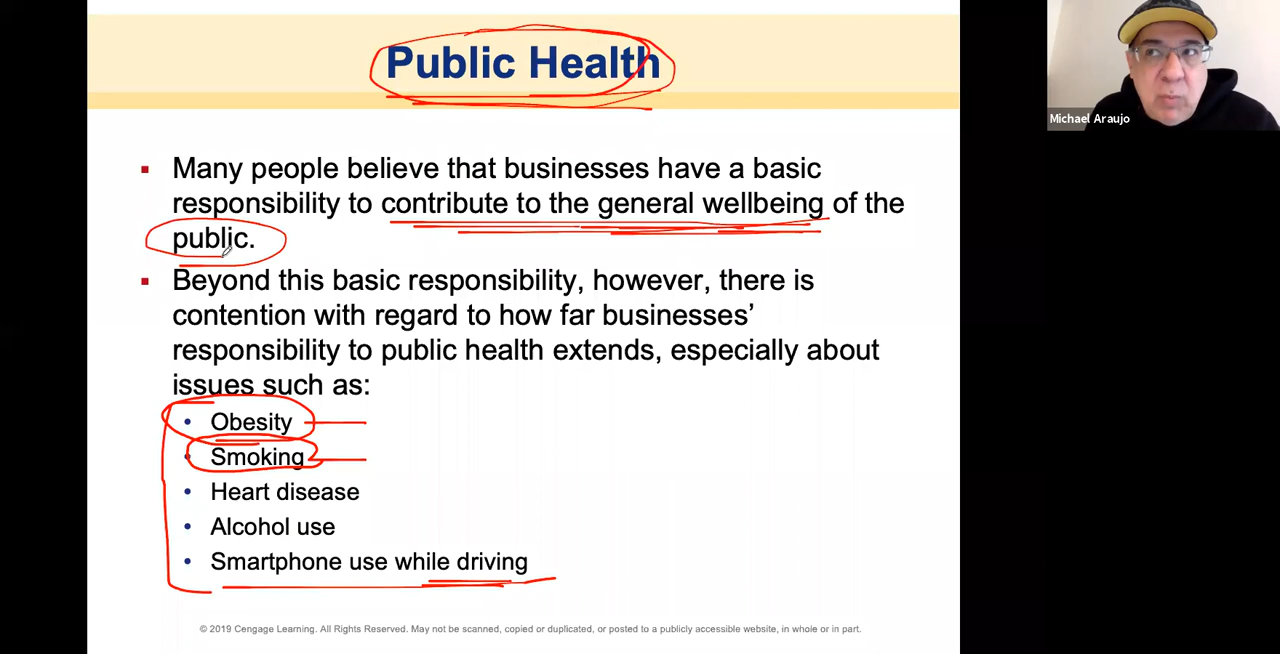 Public Health
Michael Araujo
▪ Many people believe that businesses have a basic
responsibility to contribute to the general wellbeing of the
public.
▪ Beyond this basic responsibility, however, there is
contention with regard to how far businesses’
responsibility to public health extends, especially about
issues such as:
• Obesity
• Smoking
• Heart disease
• Alcohol use
• Smartphone use while driving
© 2019 Cengage Learning. All Rights Reserved. May not be scanned, copied or duplicated, or posted to a publicly accessible website, in whole or in part.